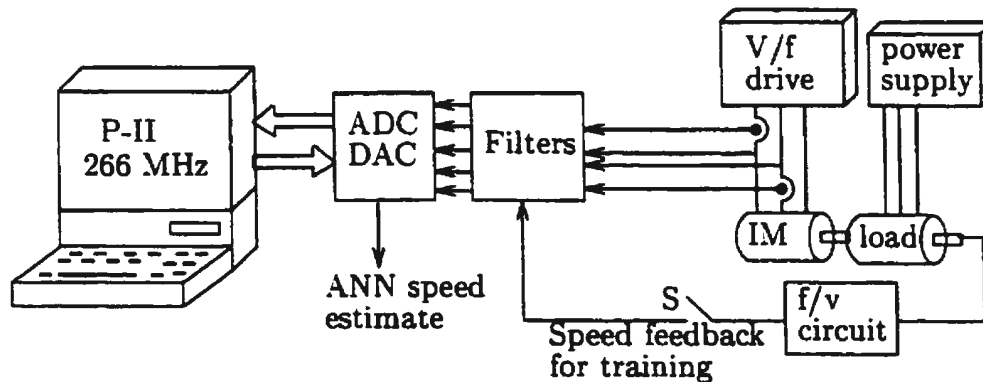 P-II
266 MHz
ADC
DAC
Filters
V/f
drive
power
supply
IM
load
ANN speed
estimate
S
Speed feedback
for training
f/v
circuit